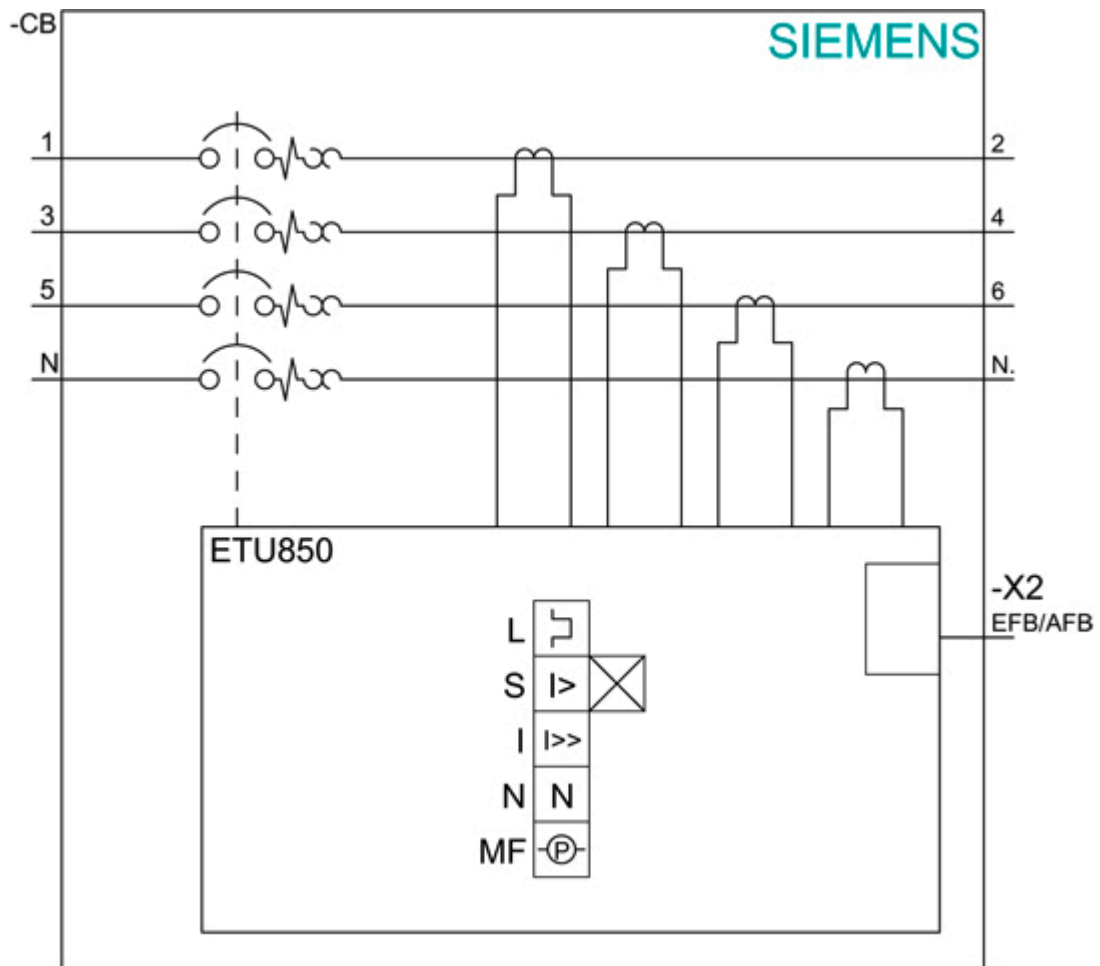 -CB
SIEMENS
1
2
3
4
5
6
N
N.
ETU850
-X2
EFB/AFB
L
S I>
I I>>
N N
MF P